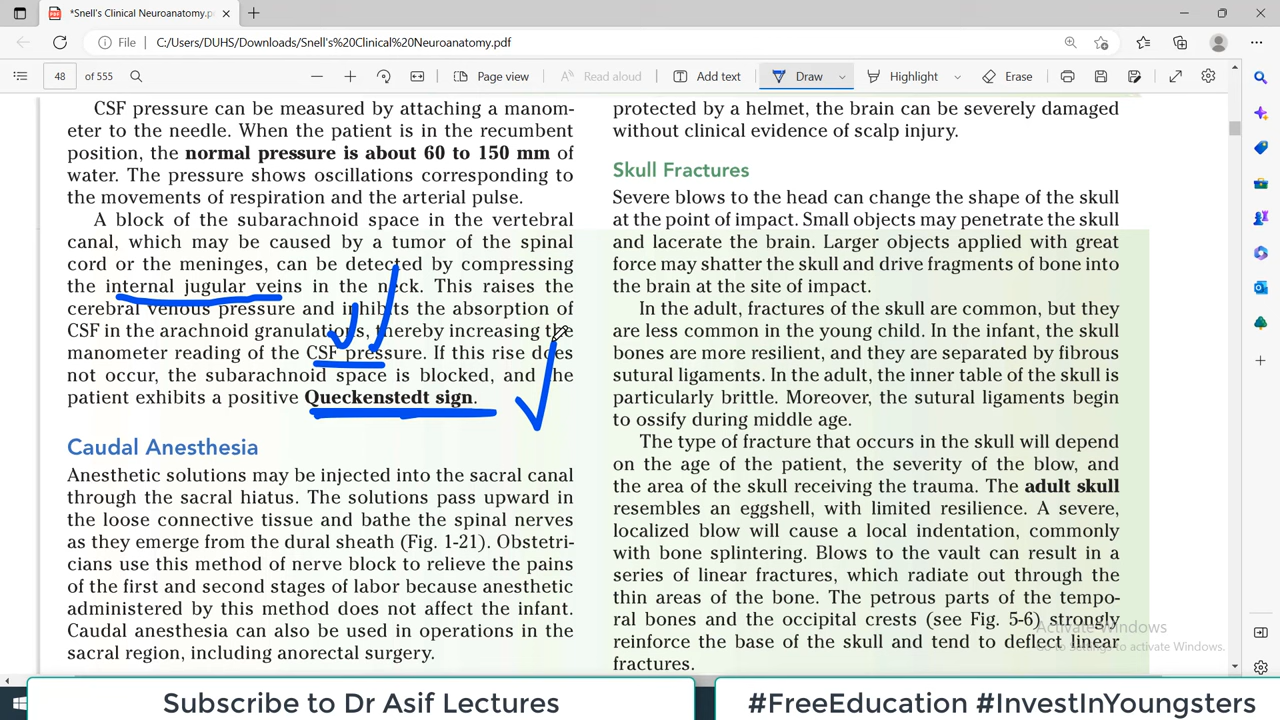 *Snell's Clinical Neuroanatomy.p
File
C:/Users/DUHS/Downloads/Snell's%20Clinical%20Neuroanatomy.pdf
48
of 555
Page view
Read aloud
Add text
Draw
Highlight
Erase
CSF pressure can be measured by attaching a manom-
eter to the needle. When the patient is in the recumbent
position, the normal pressure is about 60 to 150 mm of
water. The pressure shows oscillations corresponding to
the movements of respiration and the arterial pulse.
A block of the subarachnoid space in the vertebral
canal, which may be caused by a tumor of the spinal
cord or the meninges, can be detected by compressing
the internal jugular veins in the neck. This raises the
cerebral venous pressure and inhibits the absorption of
CSF in the arachnoid granulations, thereby increasing the
manometer reading of the CSF pressure. If this rise does
not occur, the subarachnoid space is blocked, and the
patient exhibits a positive Queckenstedt sign.
Caudal Anesthesia
Anesthetic solutions may be injected into the sacral canal
through the sacral hiatus. The solutions pass upward in
the loose connective tissue and bathe the spinal nerves
as they emerge from the dural sheath (Fig. 1-21). Obstetri-
cians use this method of nerve block to relieve the pains
of the first and second stages of labor because anesthetic
administered by this method does not affect the infant.
Caudal anesthesia can also be used in operations in the
sacral region, including anorectal surgery.
protected by a helmet, the brain can be severely damaged
without clinical evidence of scalp injury.
Skull Fractures
Severe blows to the head can change the shape of the skull
at the point of impact. Small objects may penetrate the skull
and lacerate the brain. Larger objects applied with great
force may shatter the skull and drive fragments of bone into
the brain at the site of impact.
In the adult, fractures of the skull are common, but they
are less common in the young child. In the infant, the skull
bones are more resilient, and they are separated by fibrous
sutural ligaments. In the adult, the inner table of the skull is
particularly brittle. Moreover, the sutural ligaments begin
to ossify during middle age.
The type of fracture that occurs in the skull will depend
on the age of the patient, the severity of the blow, and
the area of the skull receiving the trauma. The adult skull
resembles an eggshell, with limited resilience. A severe,
localized blow will cause a local indentation, commonly
with bone splintering. Blows to the vault can result in a
series of linear fractures, which radiate out through the
thin areas of the bone. The petrous parts of the tempo-
ral bones and the occipital crests (see Fig. 5-6) strongly
reinforce the base of the skull and tend to deflect linear
fractures.
Activate Windows
Go to Settings to activate Windows.
Subscribe to Dr Asif Lectures
#FreeEducation #InvestInYoungsters